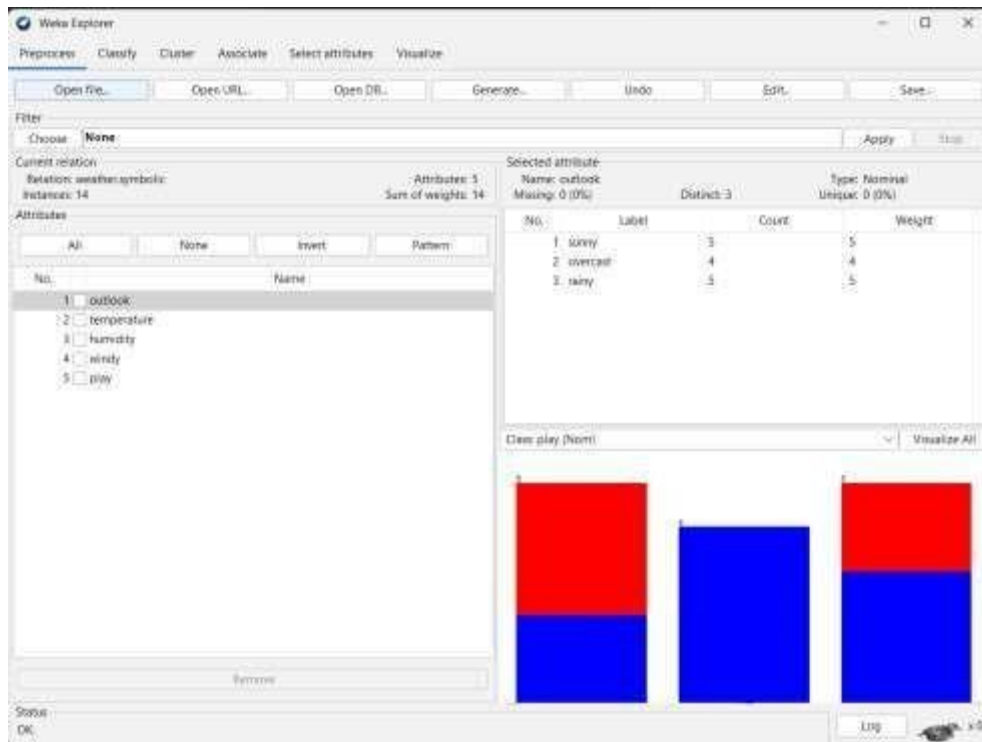 Weka Explorer
Preprocess Classify Cluster Associate Select attributes Visualize
Open file... Open URL... Open DB... Generate... Undo Edit... Save...
Filter
Choose None Apply Stop
Current relation
Relation: weather.symbolic Attributes: 5
Instances: 14 Sum of weights: 14
Selected attribute
Name: outlook Type: Nominal
Missing: 0 (0%) Distinct: 3 Unique: 0 (0%)
Attributes
All None Invert Pattern
No. Name
1 outlook
2 temperature
3 humidity
4 windy
5 play
Remove
No. Label Count Weight
1 sunny 5 5
2 overcast 4 4
3 rainy 5 5
Class: play (Nom) Visualize All
Status
OK
Log x 0